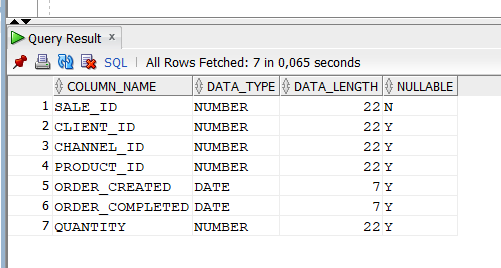 Query Result x
SQL | All Rows Fetched: 7 in 0,065 seconds
COLUMN_NAME DATA_TYPE DATA_LENGTH NULLABLE
1 SALE_ID NUMBER 22 N
2 CLIENT_ID NUMBER 22 Y
3 CHANNEL_ID NUMBER 22 Y
4 PRODUCT_ID NUMBER 22 Y
5 ORDER_CREATED DATE 7 Y
6 ORDER_COMPLETED DATE 7 Y
7 QUANTITY NUMBER 22 Y